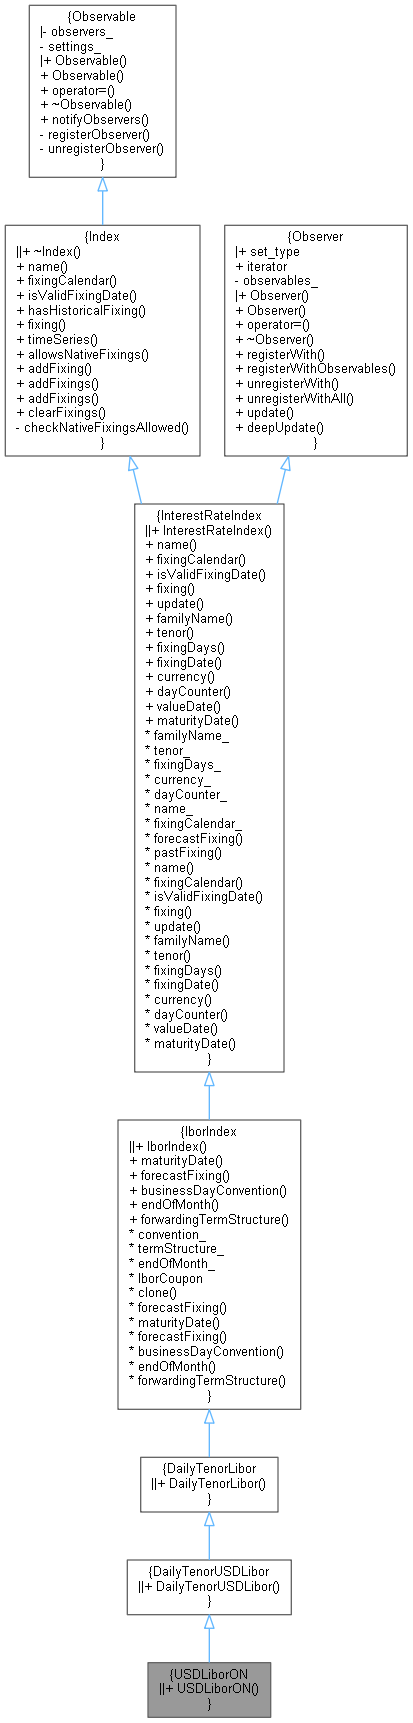 {Observable
|- observers_
- settings_
|+ Observable()
+ Observable()
+ operator=()
+ ~Observable()
+ notifyObservers()
- registerObserver()
- unregisterObserver()
}
{Index
||+ ~Index()
+ name()
+ fixingCalendar()
+ isValidFixingDate()
+ hasHistoricalFixing()
+ fixing()
+ timeSeries()
+ allowsNativeFixings()
+ addFixing()
+ addFixings()
+ addFixings()
+ clearFixings()
- checkNativeFixingsAllowed()
}
{Observer
|+ set_type
+ iterator
- observables_
|+ Observer()
+ Observer()
+ operator=()
+ ~Observer()
+ registerWith()
+ registerWithObservables()
+ unregisterWith()
+ unregisterWithAll()
+ update()
+ deepUpdate()
}
{InterestRateIndex
||+ InterestRateIndex()
+ name()
+ fixingCalendar()
+ isValidFixingDate()
+ fixing()
+ update()
+ familyName()
+ tenor()
+ fixingDays()
+ fixingDate()
+ currency()
+ dayCounter()
+ valueDate()
+ maturityDate()
* familyName_
* tenor_
* fixingDays_
* currency_
* dayCounter_
* name_
* fixingCalendar_
* forecastFixing()
* pastFixing()
* name()
* fixingCalendar()
* isValidFixingDate()
* fixing()
* update()
* familyName()
* tenor()
* fixingDays()
* fixingDate()
* currency()
* dayCounter()
* valueDate()
* maturityDate()
}
{IborIndex
||+ IborIndex()
+ maturityDate()
+ forecastFixing()
+ businessDayConvention()
+ endOfMonth()
+ forwardingTermStructure()
* convention_
* termStructure_
* endOfMonth_
* IborCoupon
* clone()
* forecastFixing()
* maturityDate()
* forecastFixing()
* businessDayConvention()
* endOfMonth()
* forwardingTermStructure()
}
{DailyTenorLibor
||+ DailyTenorLibor()
}
{DailyTenorUSDLibor
||+ DailyTenorUSDLibor()
}
{USDLiborON
||+ USDLiborON()
}